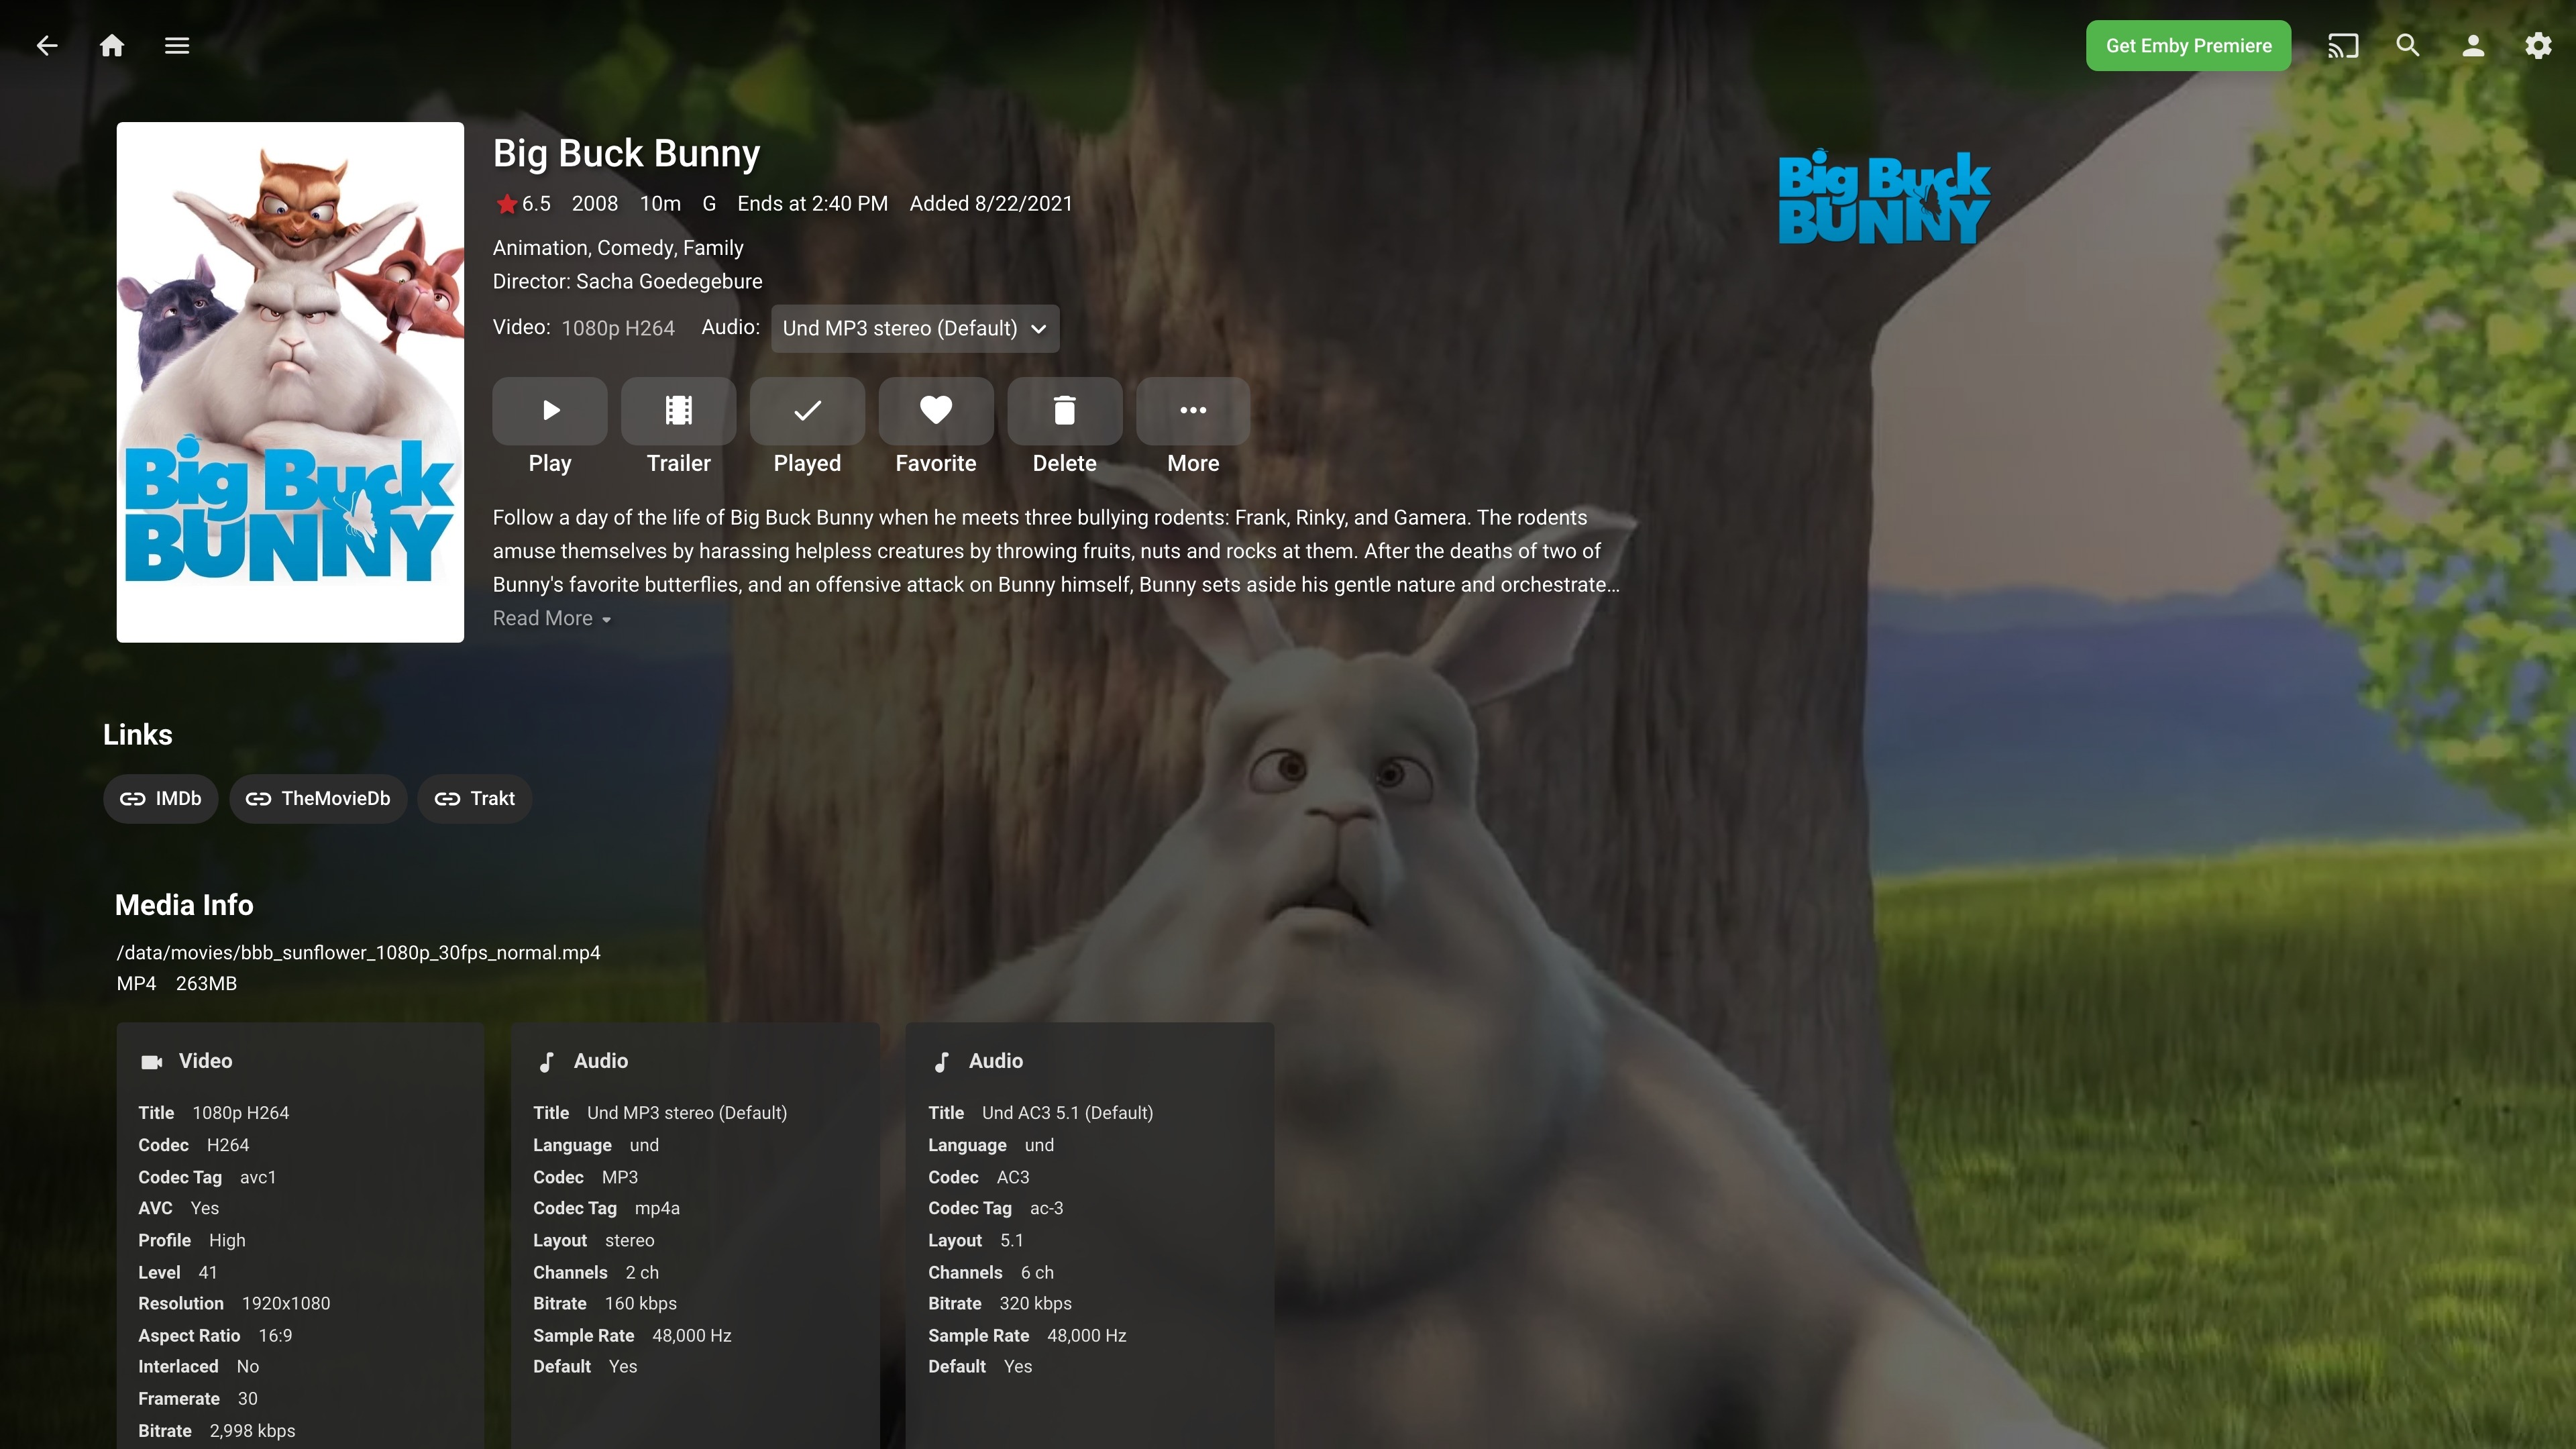 Get Emby Premiere
Big Buck Bunny
6.5 2008 10m G Ends at 2:40 PM Added 8/22/2021
Animation, Comedy, Family
Director: Sacha Goedegebure
Video: 1080p H264 Audio: Und MP3 stereo (Default)
Play Trailer Played Favorite Delete More
Follow a day of the life of Big Buck Bunny when he meets three bullying rodents: Frank, Rinky, and Gamera. The rodents
amuse themselves by harassing helpless creatures by throwing fruits, nuts and rocks at them. After the deaths of two of
Bunny's favorite butterflies, and an offensive attack on Bunny himself, Bunny sets aside his gentle nature and orchestrate...
Read More
Big Buck
BUNNY
Big Buck
BUNNY
Links
IMDb TheMovieDb Trakt
Media Info
/data/movies/bbb_sunflower_1080p_30fps_normal.mp4
MP4 263MB
Video
Title 1080p H264
Codec H264
Codec Tag avc1
AVC Yes
Profile High
Level 41
Resolution 1920x1080
Aspect Ratio 16:9
Interlaced No
Framerate 30
Bitrate 2,998 kbps
Audio
Title Und MP3 stereo (Default)
Language und
Codec MP3
Codec Tag mp4a
Layout stereo
Channels 2 ch
Bitrate 160 kbps
Sample Rate 48,000 Hz
Default Yes
Audio
Title Und AC3 5.1 (Default)
Language und
Codec AC3
Codec Tag ac-3
Layout 5.1
Channels 6 ch
Bitrate 320 kbps
Sample Rate 48,000 Hz
Default Yes